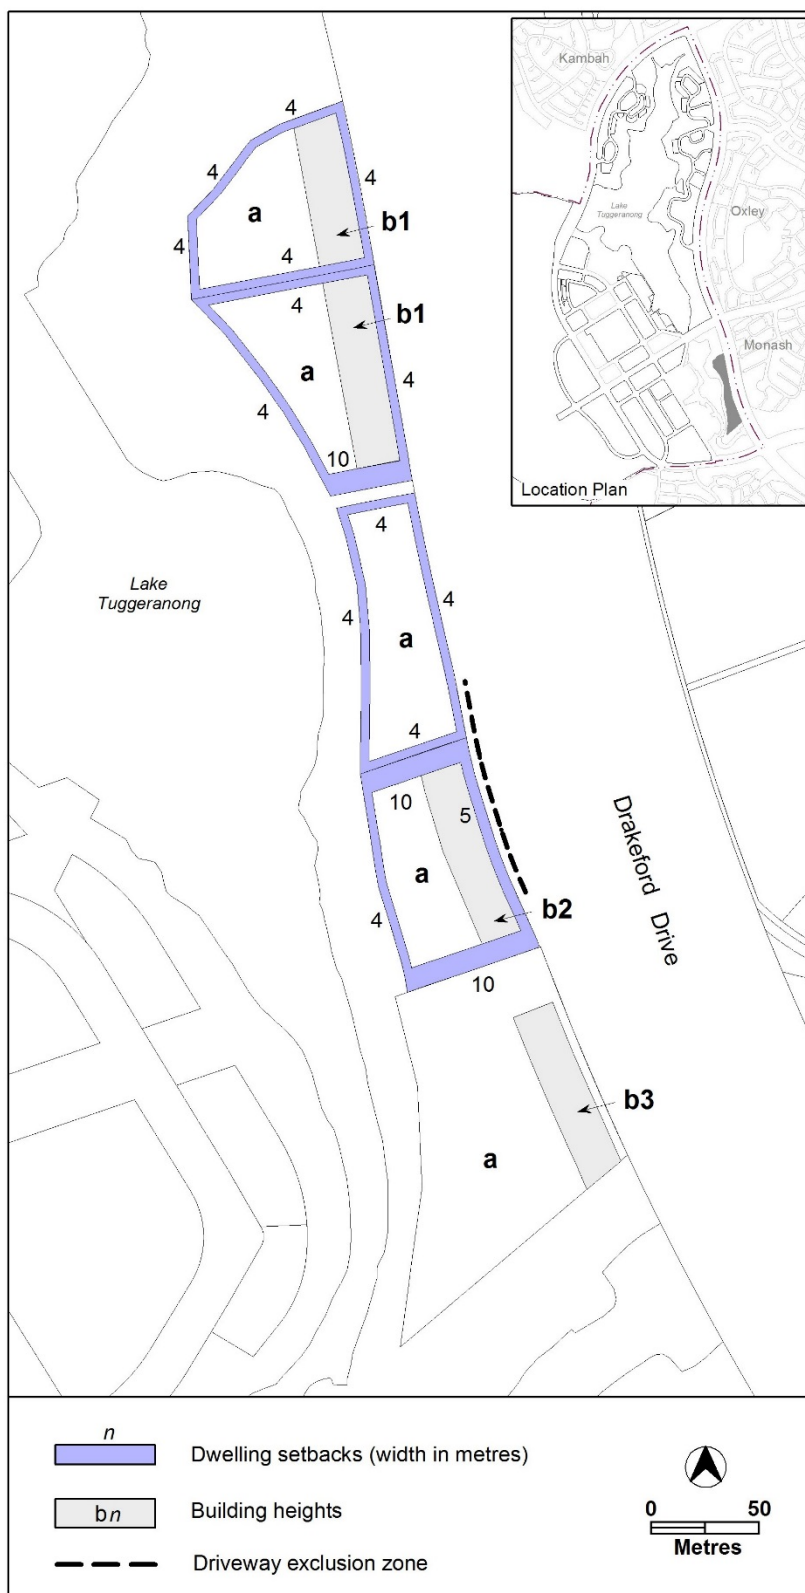 Kambah
Lake
Tuggeranong
Oxley
Monash
Location Plan
4
4
4
4
a
b1
4
4
b1
a
4
4
10
4
Lake
Tuggeranong
4
4
a
4
10
5
a
b2
4
10
Drakeford Drive
b3
a
n
Dwelling setbacks (width in metres)
bn
Building heights
Driveway exclusion zone
0 50
Metres